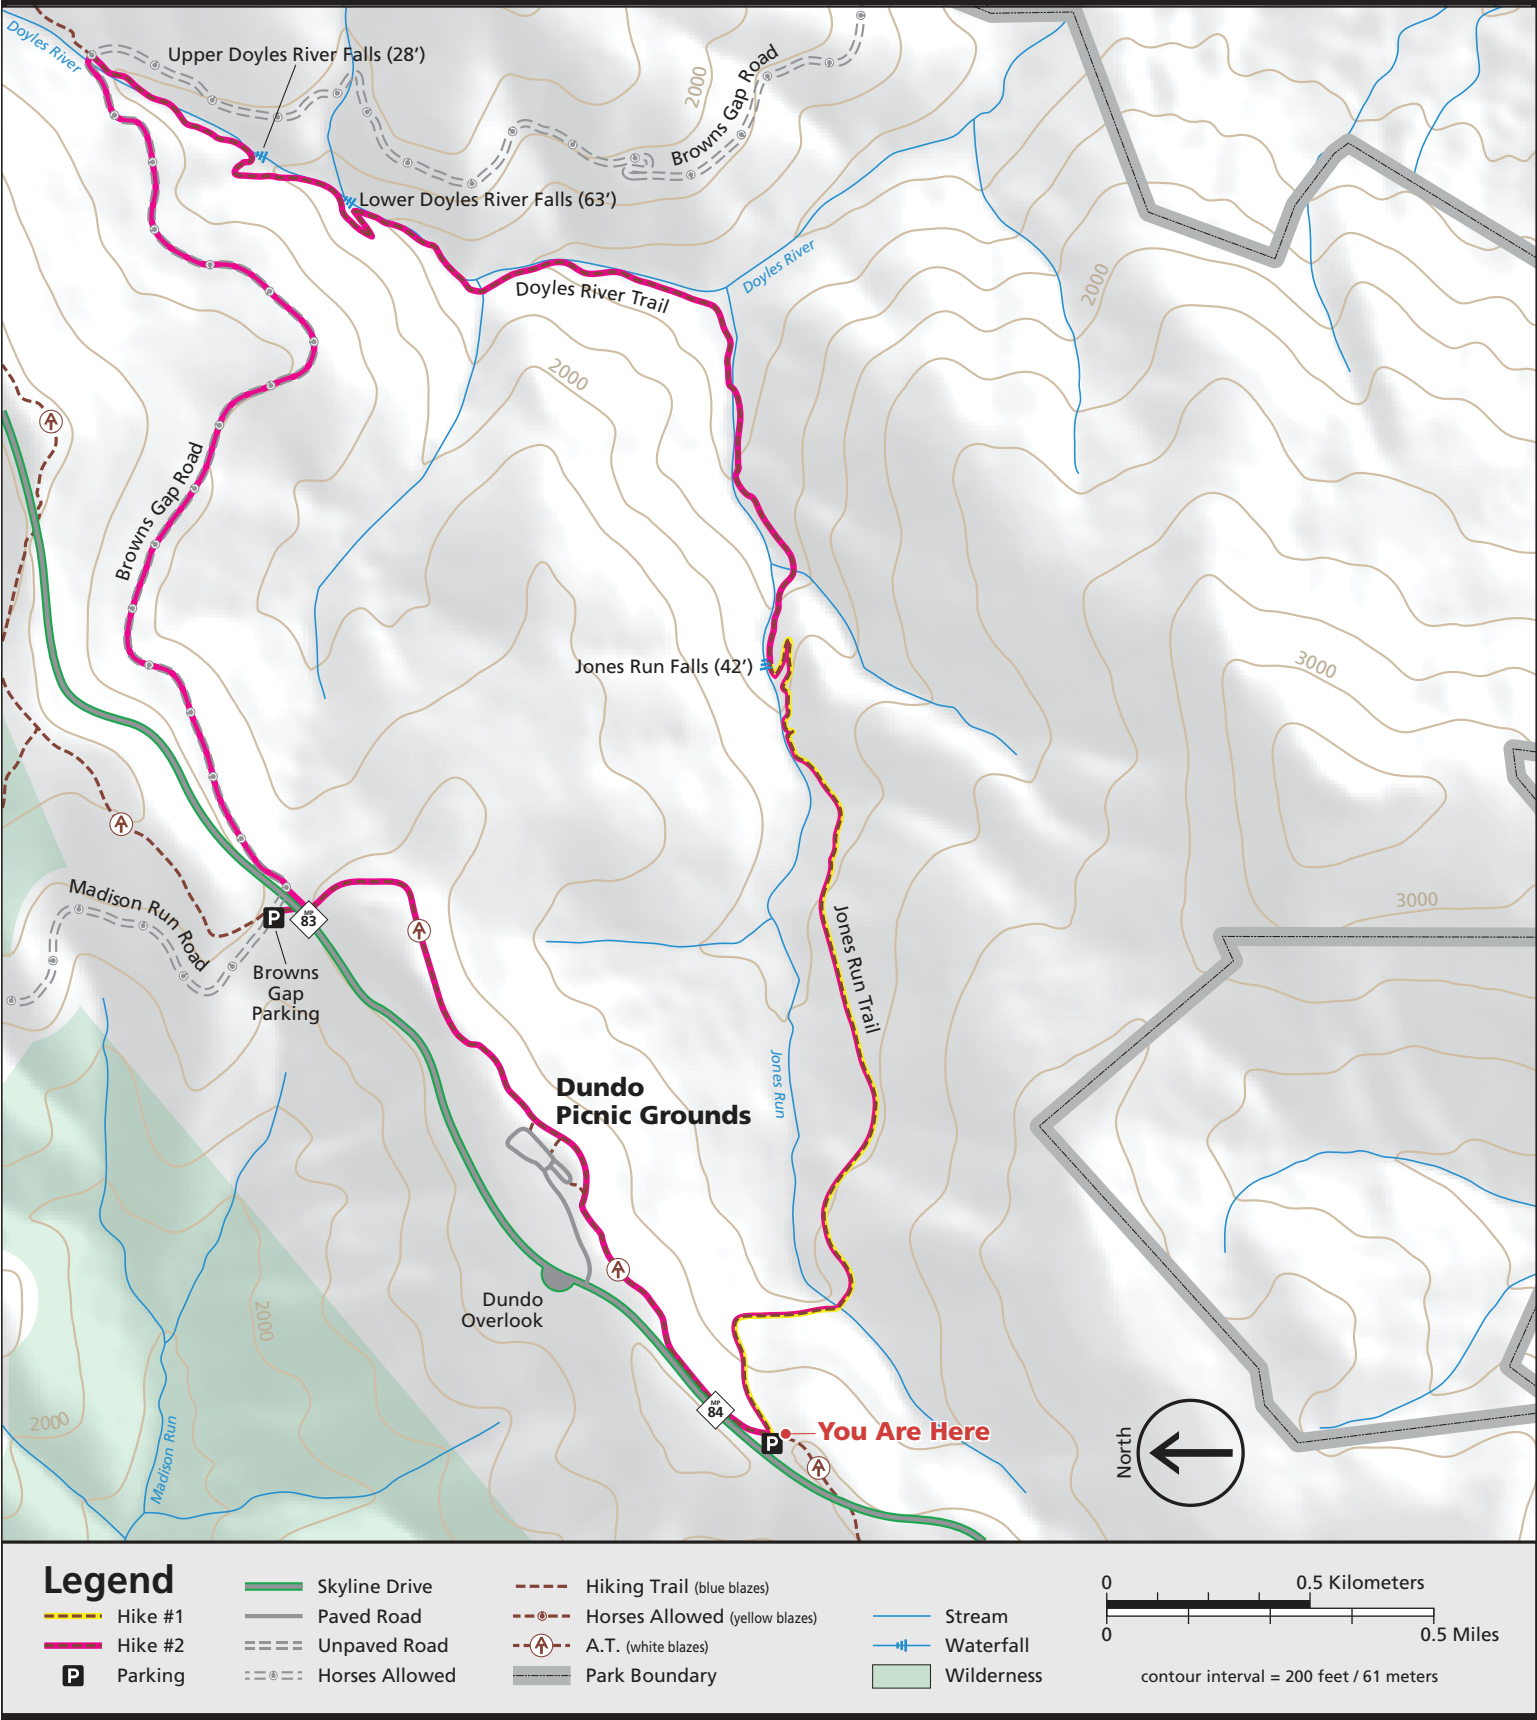 Doyles River
Upper Doyles River Falls (28’)
2000
Browns Gap Road
Lower Doyles River Falls (63’)
Doyles River
2000
Doyles River Trail
2000
Browns Gap Road
Jones Run Falls (42’)
3000
Madison Run Road
MP
83
P
3000
Jones Run Trail
Browns
Gap
Parking
Jones Run
Dundo
Picnic Grounds
Dundo
Overlook
2000
2000
Madison Run
MP
84
P
You Are Here
North
Legend
Hike #1
Hike #2
P
Parking
Skyline Drive
Paved Road
Unpaved Road
Horses Allowed
Hiking Trail (blue blazes)
Horses Allowed (yellow blazes)
A.T. (white blazes)
Park Boundary
Stream
Waterfall
Wilderness
0
0.5 Kilometers
0
0.5 Miles
contour interval = 200 feet / 61 meters